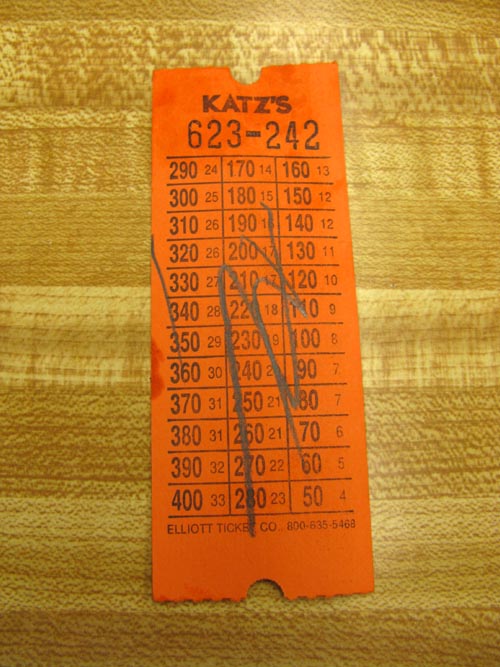 KATZ'S
623-242
290 24 170 14 160 13
300 25 180 15 150 12
310 26 190 16 140 12
320 26 200 17 130 11
330 27 210 17 120 10
340 28 220 18 110 9
350 29 230 19 100 8
360 30 240 20 90 7
370 31 250 21 80 7
380 31 260 21 70 6
390 32 270 22 60 5
400 33 280 23 50 4
ELLIOTT TICKET CO. 800-635-5468